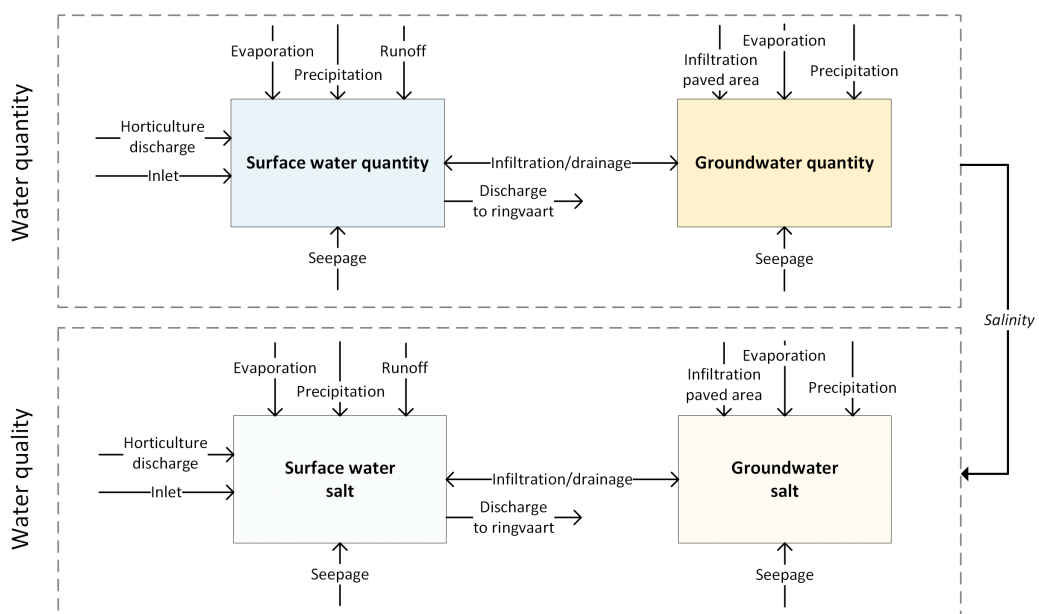 Water quantity
Evaporation
Precipitation
Runoff
Horticulture
discharge
Inlet
Surface water quantity
Infiltration/drainage
Discharge
to ringvaart
Seepage
Infiltration
paved area
Evaporation
Precipitation
Groundwater quantity
Seepage
Salinity
Water quality
Evaporation
Precipitation
Runoff
Horticulture
discharge
Inlet
Surface water
salt
Infiltration/drainage
Discharge
to ringvaart
Seepage
Infiltration
paved area
Evaporation
Precipitation
Groundwater
salt
Seepage